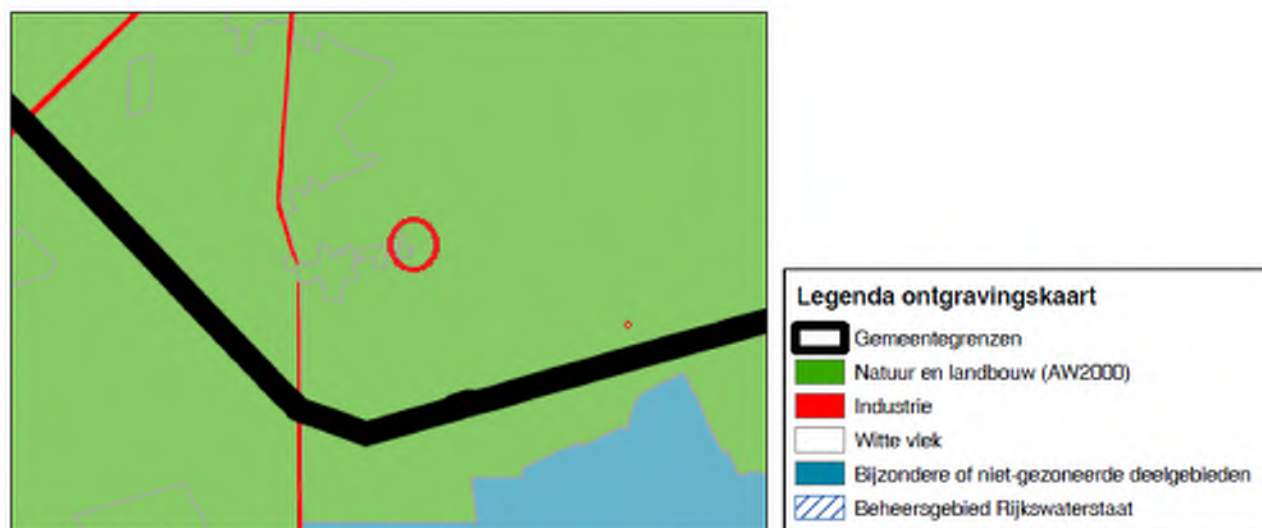 Legenda ontgravingskaart
Gemeentegrenzen
Natuur en landbouw (AW2000)
Industrie
Witte vlek
Bijzondere of niet-gezoneerde deelgebieden
Beheersgebied Rijkswaterstaat